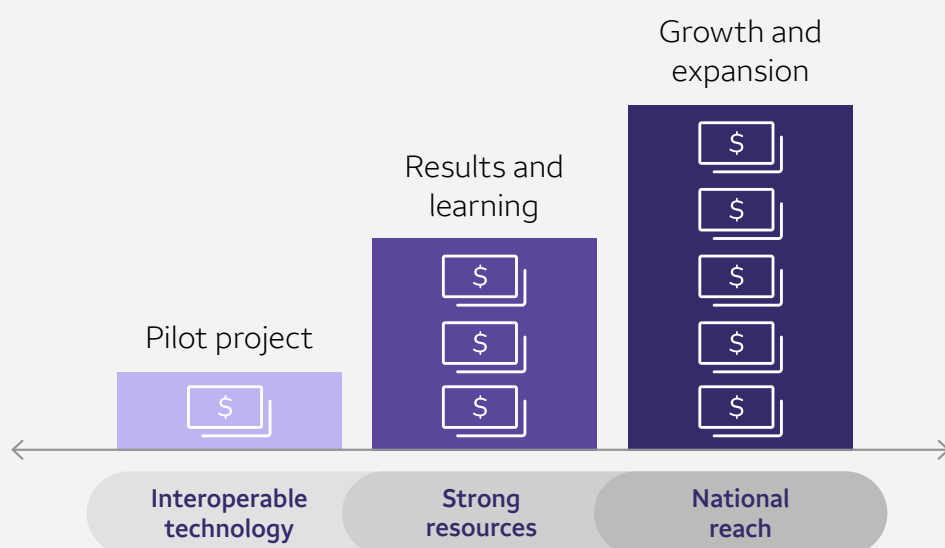 Growth and
expansion
Results and
learning
Pilot project
$
$
$
$
$
$
$
$
$
Interoperable
technology
Strong
resources
National
reach